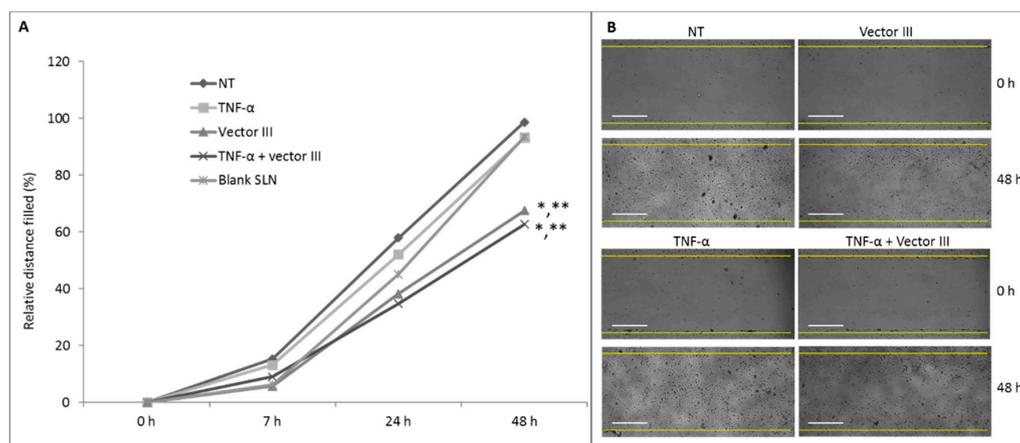 A
Relative distance filled (%)
120
100
80
60
40
20
0
0 h
7 h
24 h
48 h
NT
TNF-α
Vector III
TNF-α + vector III
Blank SLN
*,**
*,**
B
NT
Vector III
0 h
48 h
TNF-α
TNF-α + Vector III
0 h
48 h